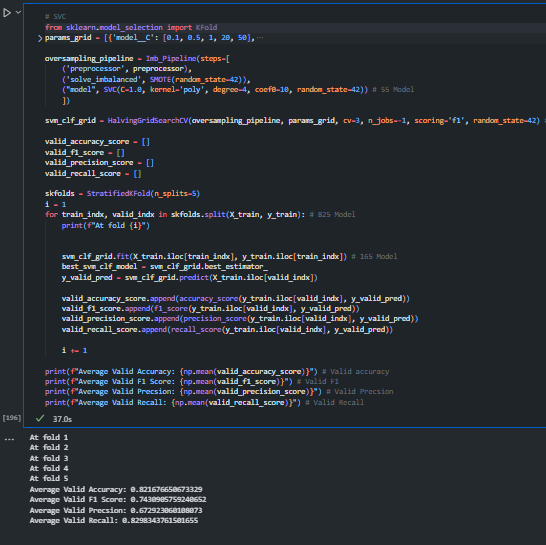 # SVC
from sklearn.model_selection import KFold
params_grid = [{'model__C': [0.1, 0.5, 1, 20, 50],...
oversampling_pipeline = Imb_Pipeline(steps=[
('preprocessor', preprocessor),
('solve_imbalanced', SMOTE(random_state=42)),
("model", SVC(C=1.0, kernel='poly', degree=4, coef0=10, random_state=42)) # 55 Model
])
svm_clf_grid = HalvingGridSearchCV(oversampling_pipeline, params_grid, cv=3, n_jobs=-1, scoring='f1', random_state=42) #
valid_accuracy_score = []
valid_f1_score = []
valid_precision_score = []
valid_recall_score = []
skfolds = StratifiedKFold(n_splits=5)
i = 1
for train_indx, valid_indx in skfolds.split(X_train, y_train): # 825 Model
print(f"At fold {i}")
svm_clf_grid.fit(X_train.iloc[train_indx], y_train.iloc[train_indx]) # 165 Model
best_svm_clf_model = svm_clf_grid.best_estimator_
y_valid_pred = svm_clf_grid.predict(X_train.iloc[valid_indx])
valid_accuracy_score.append(accuracy_score(y_train.iloc[valid_indx], y_valid_pred))
valid_f1_score.append(f1_score(y_train.iloc[valid_indx], y_valid_pred))
valid_precision_score.append(precision_score(y_train.iloc[valid_indx], y_valid_pred))
valid_recall_score.append(recall_score(y_train.iloc[valid_indx], y_valid_pred))
i += 1
print(f"Average Valid Accuracy: {np.mean(valid_accuracy_score)}") # Valid accuracy
print(f"Average Valid F1 Score: {np.mean(valid_f1_score)}") # Valid F1
print(f"Average Valid Precsion: {np.mean(valid_precision_score)}") # Valid Precsion
print(f"Average Valid Recall: {np.mean(valid_recall_score)}") # Valid Recall
[196] 37.0s
At fold 1
At fold 2
At fold 3
At fold 4
At fold 5
Average Valid Accuracy: 0.821676650673329
Average Valid F1 Score: 0.7430905759240652
Average Valid Precsion: 0.672923060108073
Average Valid Recall: 0.8298343761501655